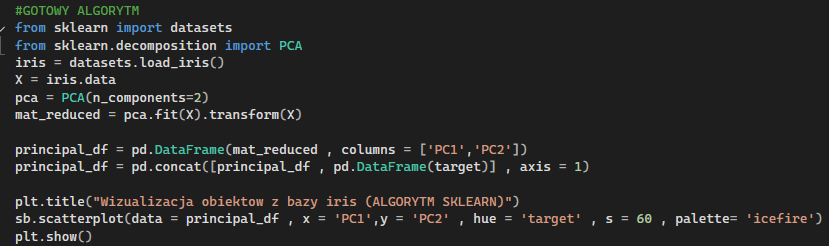 #GOTOWY ALGORYTM
from sklearn import datasets
from sklearn.decomposition import PCA
iris = datasets.load_iris()
X = iris.data
pca = PCA(n_components=2)
mat_reduced = pca.fit(X).transform(X)
principal_df = pd.DataFrame(mat_reduced , columns = ['PC1','PC2'])
principal_df = pd.concat([principal_df , pd.DataFrame(target)] , axis = 1)
plt.title("Wizualizacja obiektow z bazy iris (ALGORYTM SKLEARN)")
sb.scatterplot(data = principal_df , x = 'PC1',y = 'PC2' , hue = 'target' , s = 60 , palette= 'icefire')
plt.show()